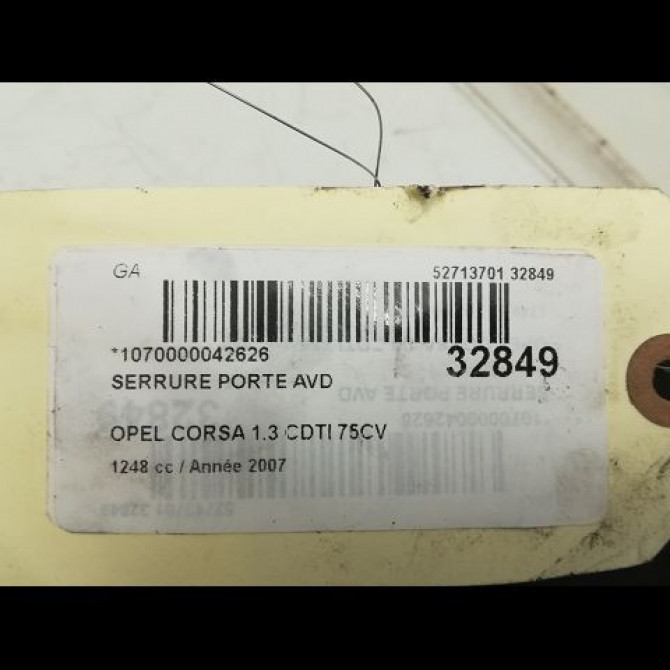 GA
52713701 32849
*1070000042626
32849
SERRURE PORTE AVD
OPEL CORSA 1.3 CDTI 75CV
1248 cc / Année 2007